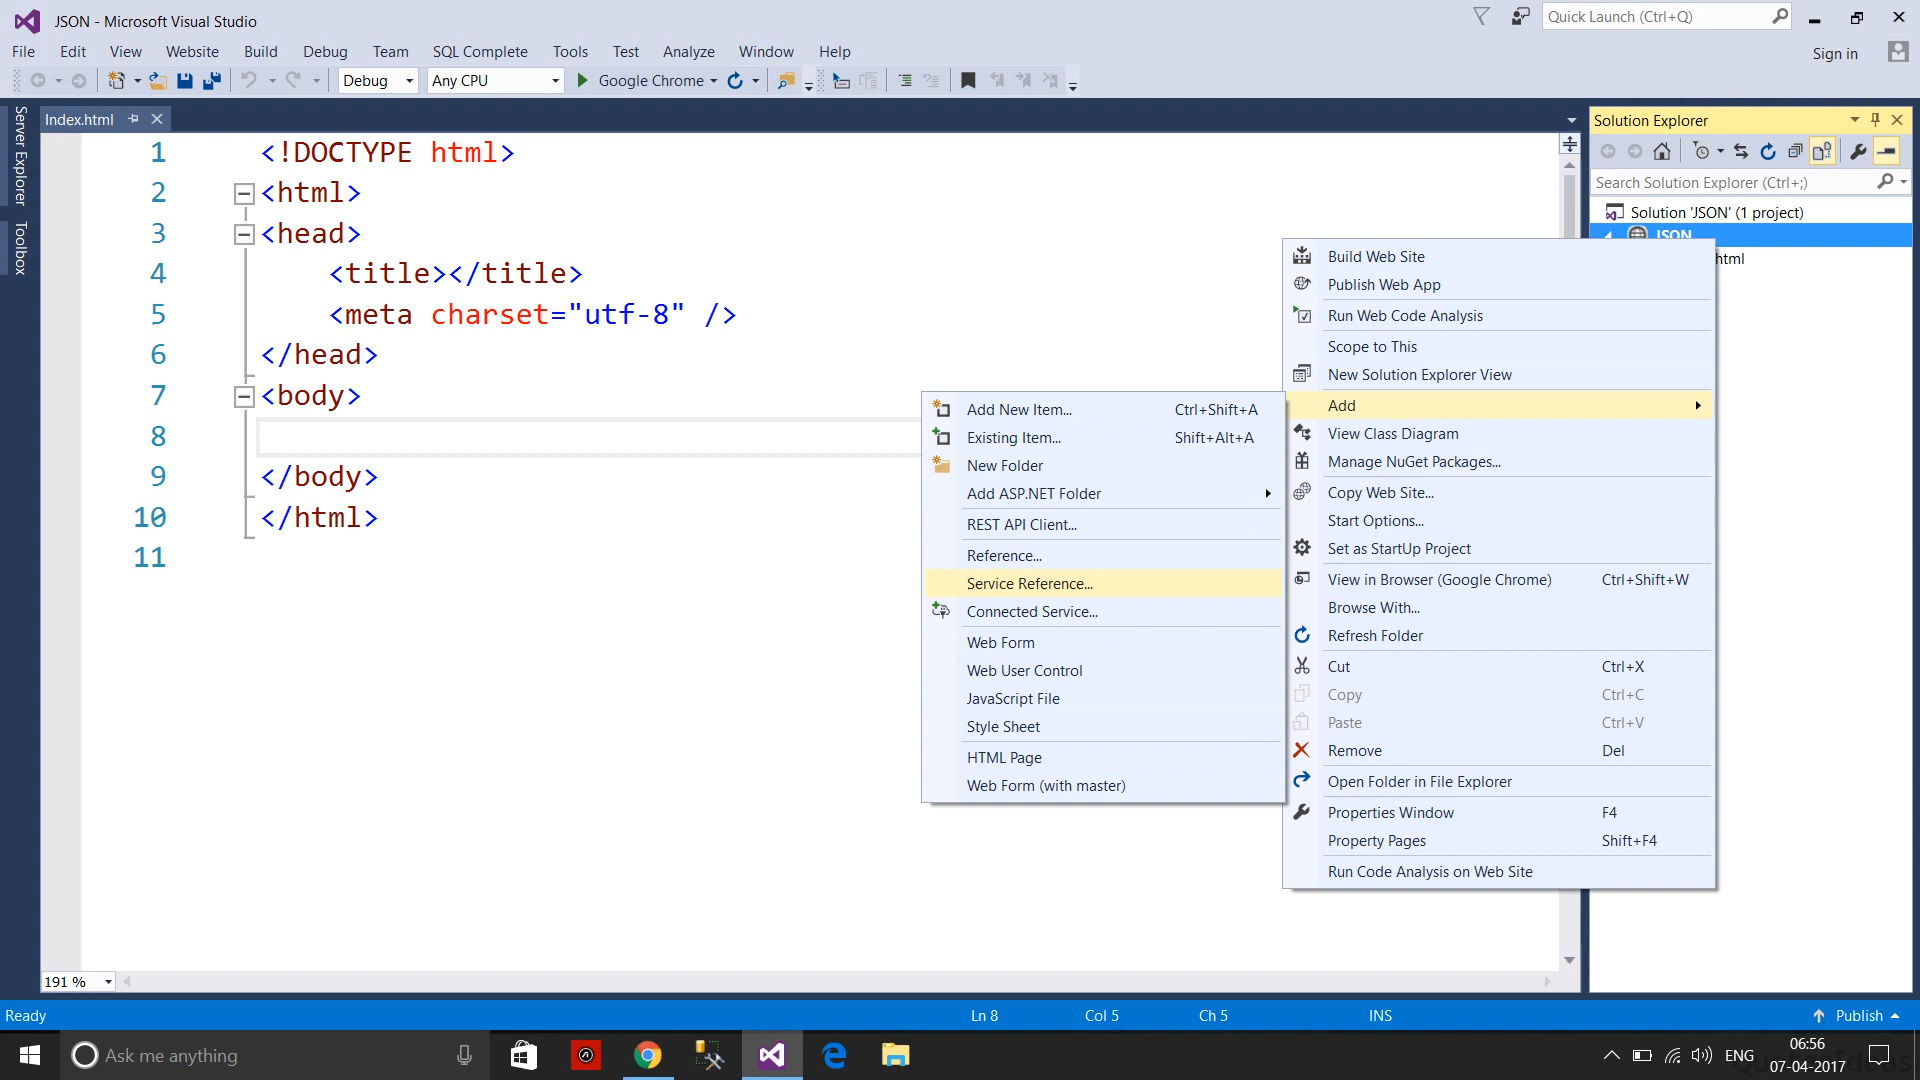 JSON - Microsoft Visual Studio
Quick Launch (Ctrl+Q)
File Edit View Website Build Debug Team SQL Complete Tools Test Analyze Window Help
Sign in
Debug Any CPU Google Chrome
Server Explorer
Toolbox
Index.html
1 <!DOCTYPE html>
2 <html>
3 <head>
4 <title></title>
5 <meta charset="utf-8" />
6 </head>
7 <body>
8
9 </body>
10 </html>
11
Solution Explorer
Search Solution Explorer (Ctrl+;)
Solution 'JSON' (1 project)
JSON
html
Build Web Site
Publish Web App
Run Web Code Analysis
Scope to This
New Solution Explorer View
Add
View Class Diagram
Manage NuGet Packages...
Copy Web Site...
Start Options...
Set as StartUp Project
View in Browser (Google Chrome) Ctrl+Shift+W
Browse With...
Refresh Folder
Cut Ctrl+X
Copy Ctrl+C
Paste Ctrl+V
Remove Del
Open Folder in File Explorer
Properties Window F4
Property Pages Shift+F4
Run Code Analysis on Web Site
Add New Item... Ctrl+Shift+A
Existing Item... Shift+Alt+A
New Folder
Add ASP.NET Folder
REST API Client...
Reference...
Service Reference...
Connected Service...
Web Form
Web User Control
JavaScript File
Style Sheet
HTML Page
Web Form (with master)
191 %
Ready Ln 8 Col 5 Ch 5 INS Publish
Ask me anything
ENG
06:56
07-04-2017